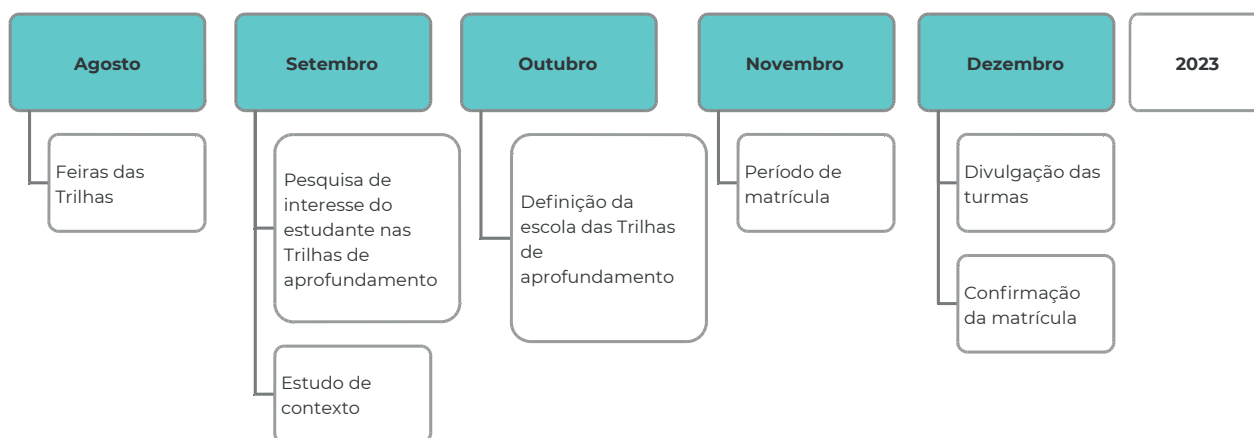 Agosto
Setembro
Outubro
Novembro
Dezembro
2023
Feiras das
Trilhas
Pesquisa de
interesse do
estudante nas
Trilhas de
aprofundamento
Estudo de
contexto
Definição da
escola das Trilhas
de
aprofundamento
Período de
matrícula
Divulgação das
turmas
Confirmação
da matrícula